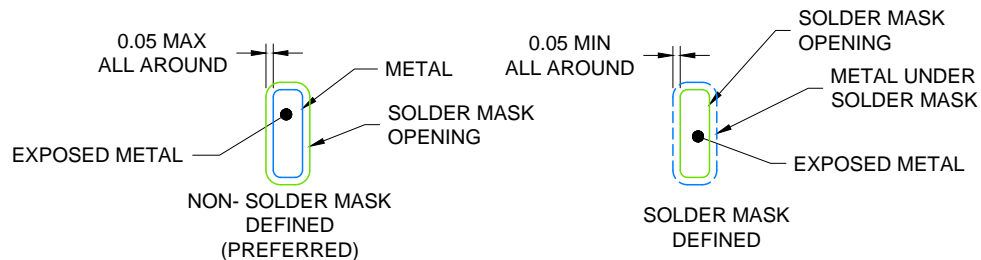 0.05 MAX
ALL AROUND
METAL
SOLDER MASK
OPENING
EXPOSED METAL
NON- SOLDER MASK
DEFINED
(PREFERRED)
0.05 MIN
ALL AROUND
SOLDER MASK
OPENING
METAL UNDER
SOLDER MASK
EXPOSED METAL
SOLDER MASK
DEFINED